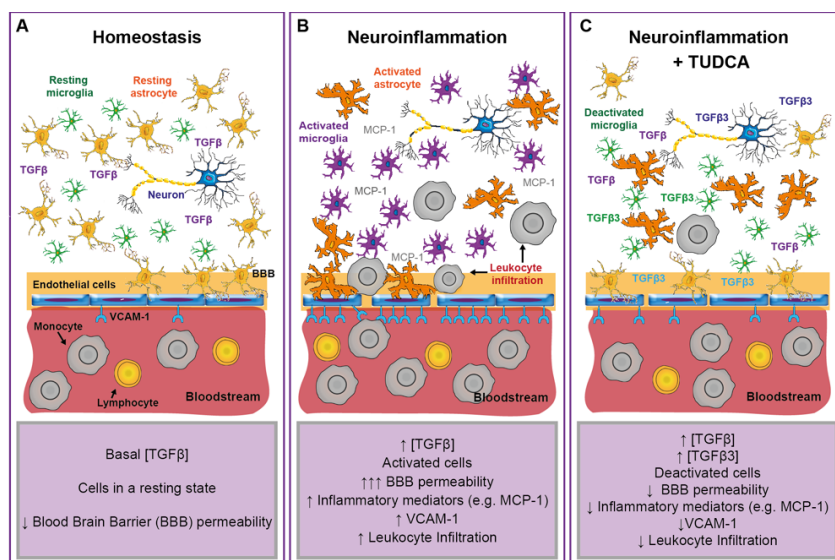 A
Homeostasis
Resting
microglia
Resting
astrocyte
TGFβ
TGFβ
TGFβ
Neuron
TGFβ
TGFβ
BBB
Endothelial cells
VCAM-1
Monocyte
Lymphocyte
Bloodstream
Basal [TGFβ]
Cells in a resting state
↓ Blood Brain Barrier (BBB) permeability
B
Neuroinflammation
Activated
astrocyte
Activated
microglia
MCP-1
MCP-1
MCP-1
MCP-1
Leukocyte
infiltration
Bloodstream
↑ [TGFβ]
Activated cells
↑↑↑ BBB permeability
↑ Inflammatory mediators (e.g. MCP-1)
↑ VCAM-1
↑ Leukocyte Infiltration
C
Neuroinflammation
+ TUDCA
Deactivated
microglia
TGFβ3
TGFβ3
TGFβ
TGFβ3
TGFβ
TGFβ3
TGFβ3
TGFβ
TGFβ3
TGFβ3
Bloodstream
↑ [TGFβ]
↑ [TGFβ3]
Deactivated cells
↓ BBB permeability
↓ Inflammatory mediators (e.g. MCP-1)
↓VCAM-1
↓ Leukocyte Infiltration